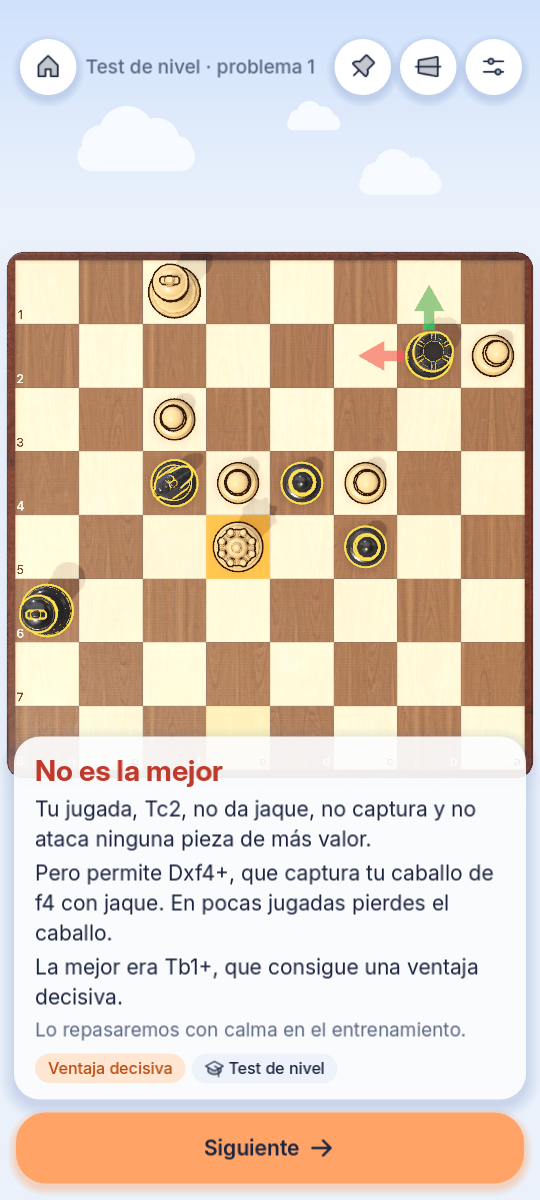 Test de nivel · problema 1
1
2
3
4
5
6
7
No es la mejor
Tu jugada, Tc2, no da jaque, no captura y no
ataca ninguna pieza de más valor.
Pero permite Dxf4+, que captura tu caballo de
f4 con jaque. En pocas jugadas pierdes el
caballo.
La mejor era Tb1+, que consigue una ventaja
decisiva.
Lo repasaremos con calma en el entrenamiento.
Ventaja decisiva
Test de nivel
Siguiente